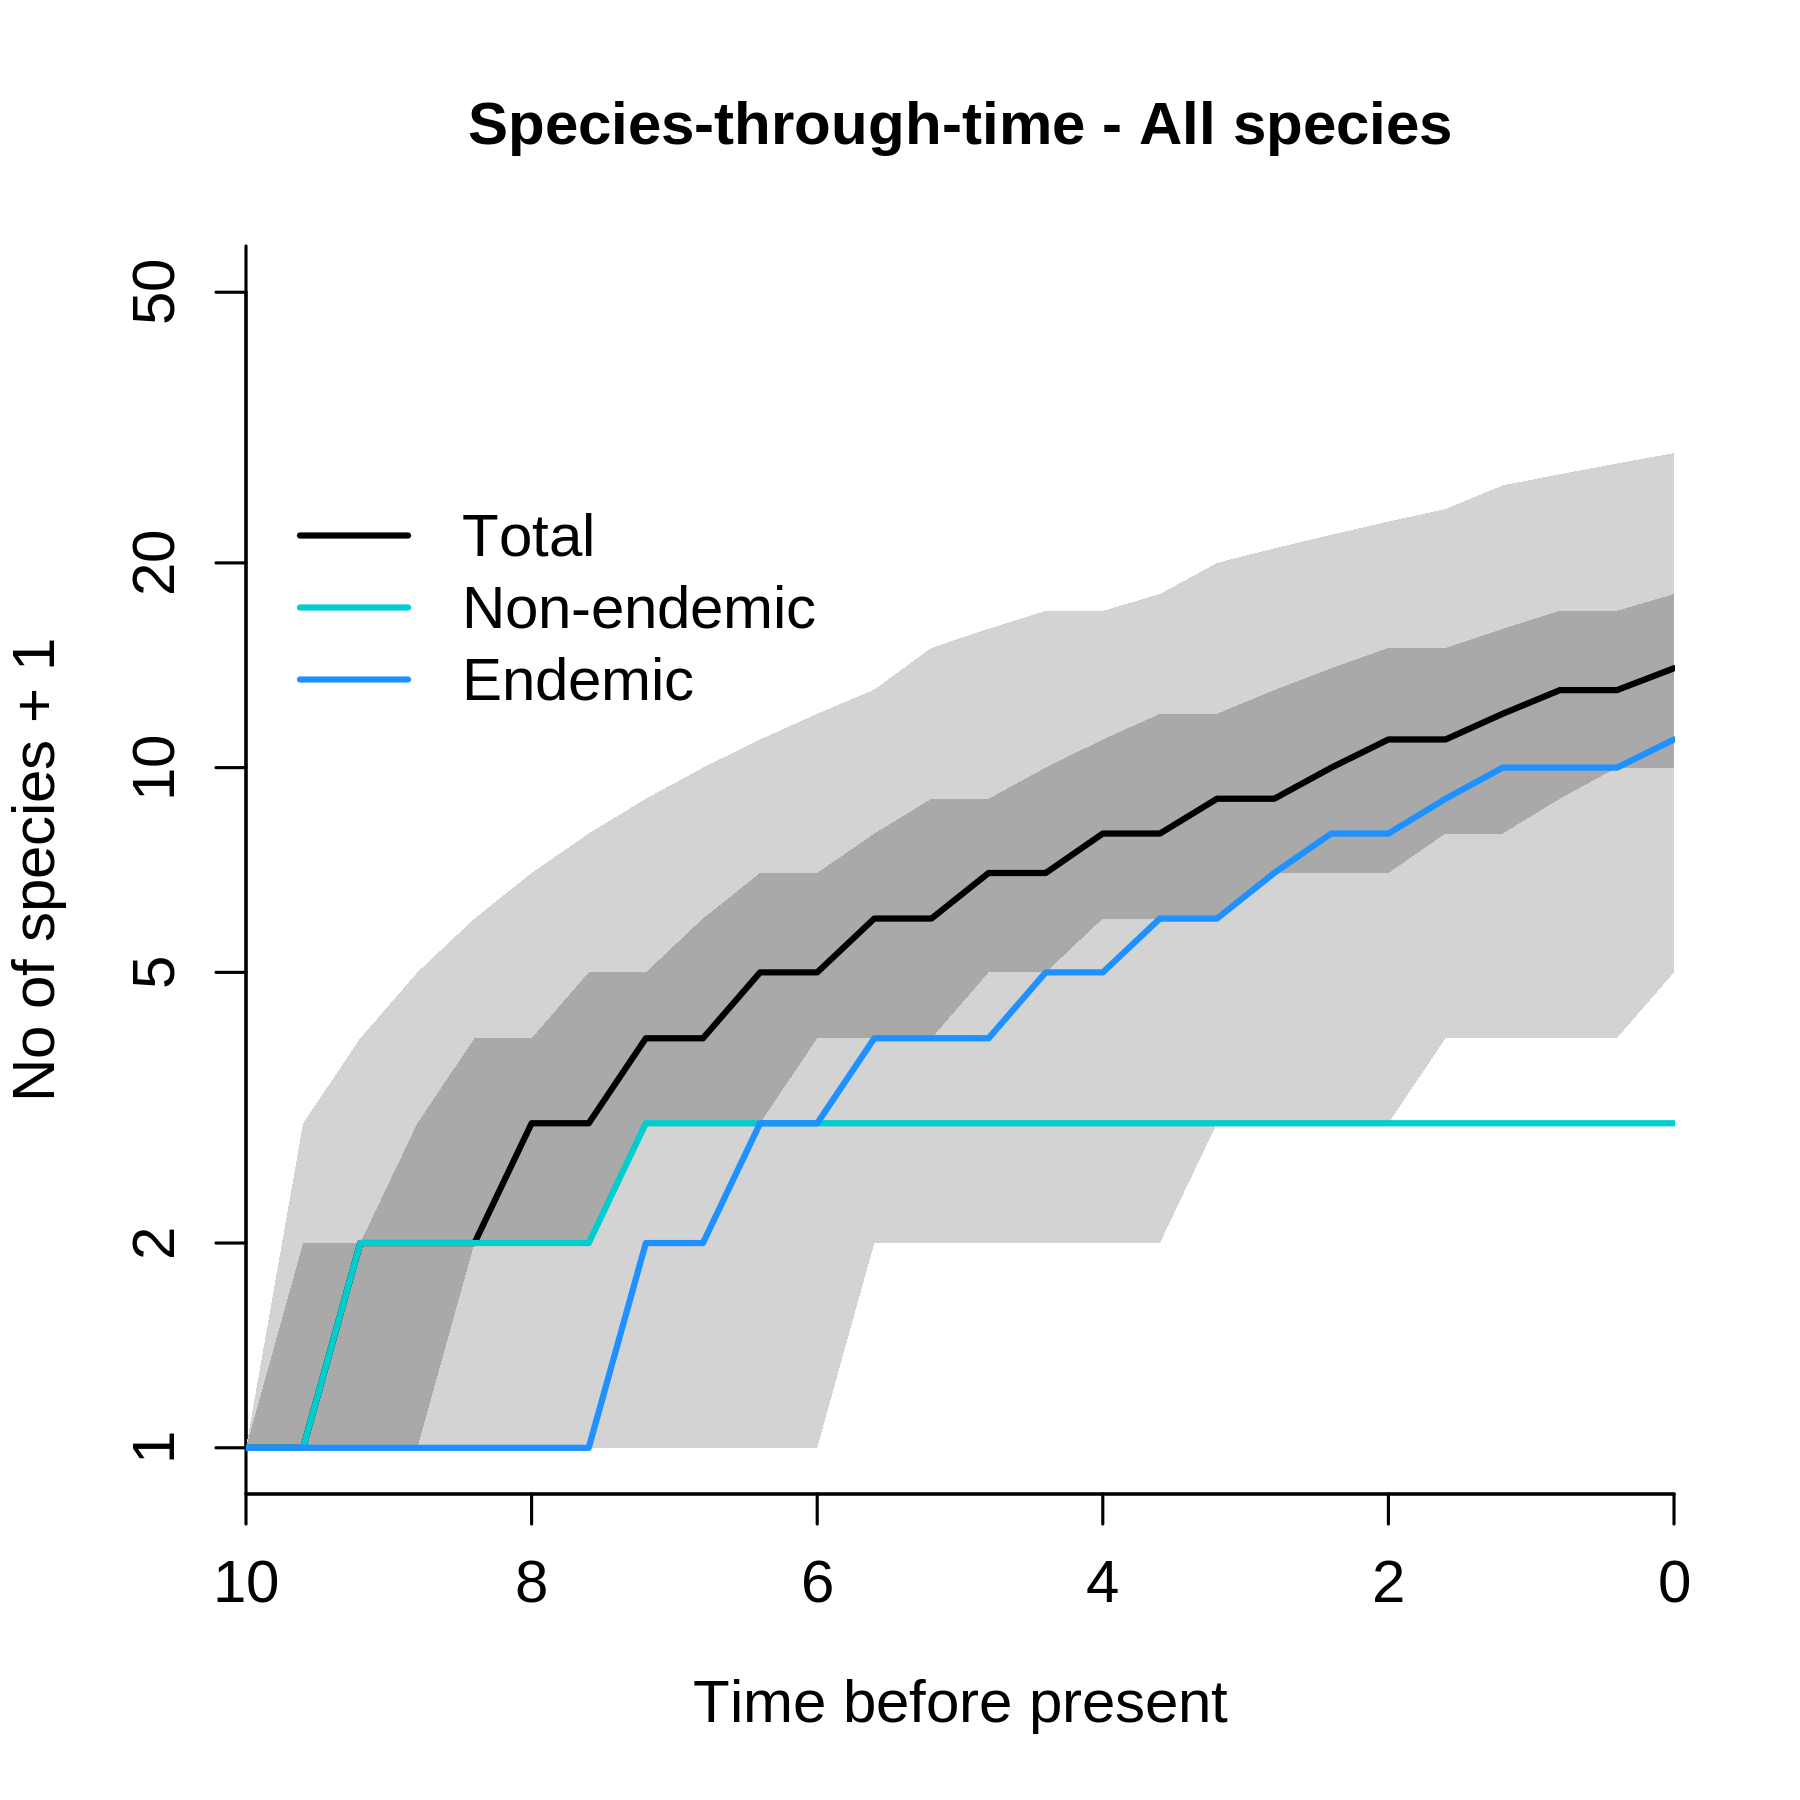 Species-through-time - All species
No of species + 1
50
20
10
5
2
1
Total
Non-endemic
Endemic
10 8 6 4 2 0
Time before present